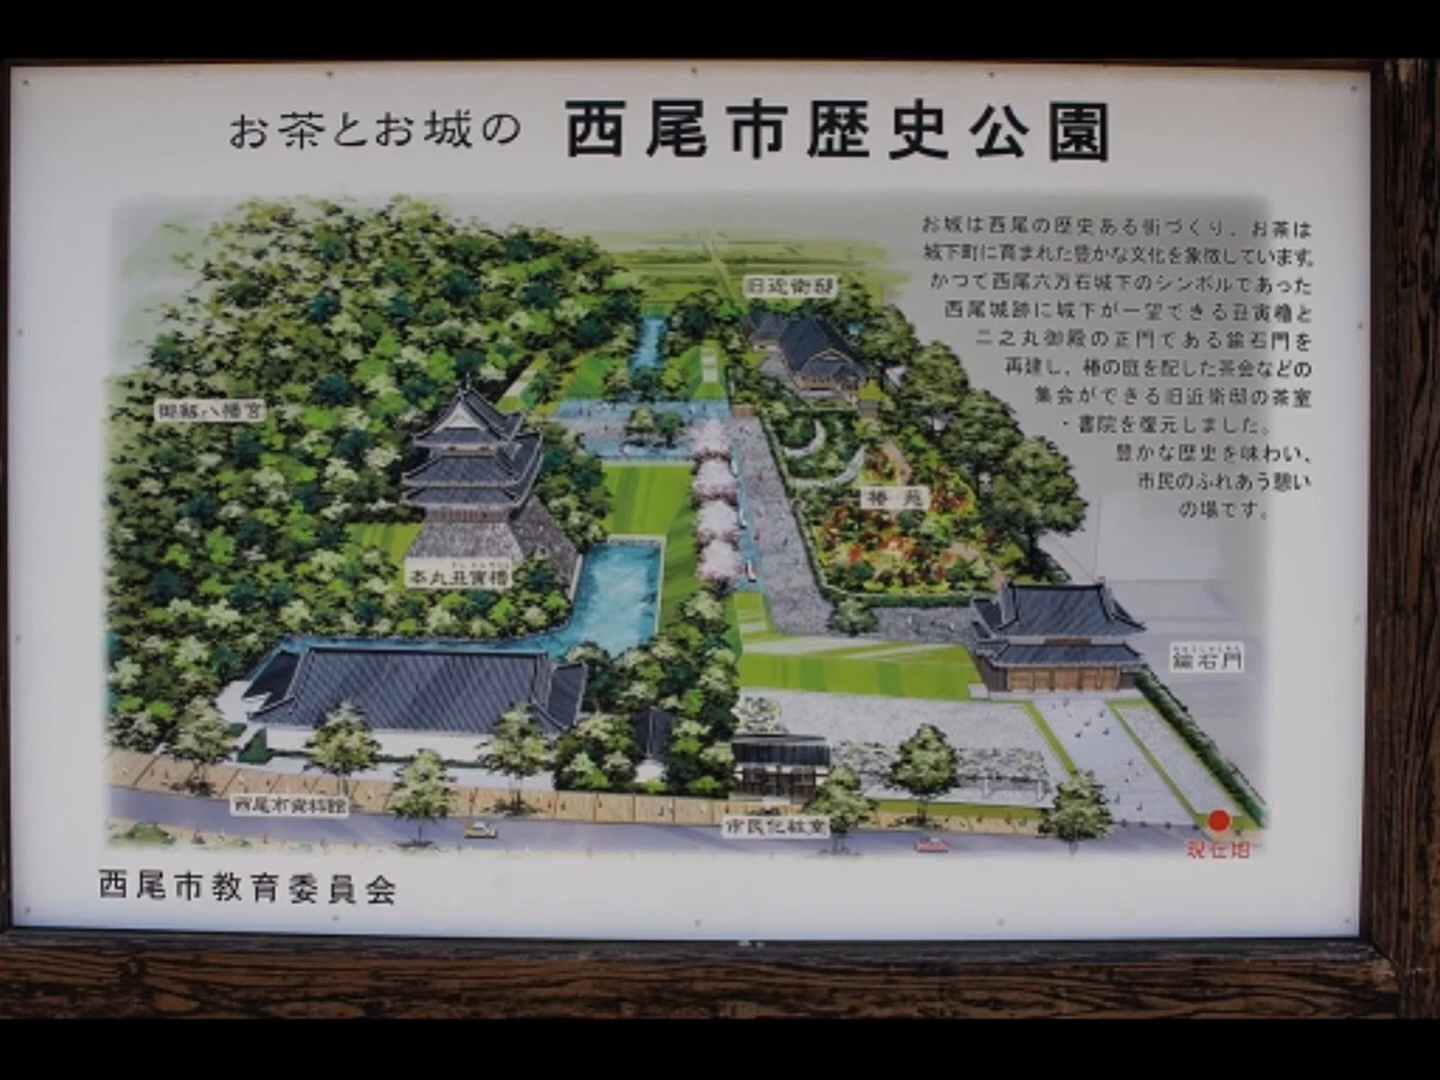 お茶とお城の 西尾市歴史公園
お城は西尾の歴史ある街づくり、お茶は
城下町に育まれた豊かな文化を象徴しています。
かつて西尾六万石城下のシンボルであった
西尾城跡に城下が一望できる丑寅櫓と
二之丸御殿の正門である鍮石門を
再建し、椿の庭を配した茶会などの
集会ができる旧近衛邸の茶室
・書院を復元しました。
豊かな歴史を味わい、
市民のふれあう憩い
の場です。
旧近衛邸
御剱八幡宮
椿苑
本丸丑寅櫓
鍮石門
西尾市資料館
市民化粧室
現在地
西尾市教育委員会